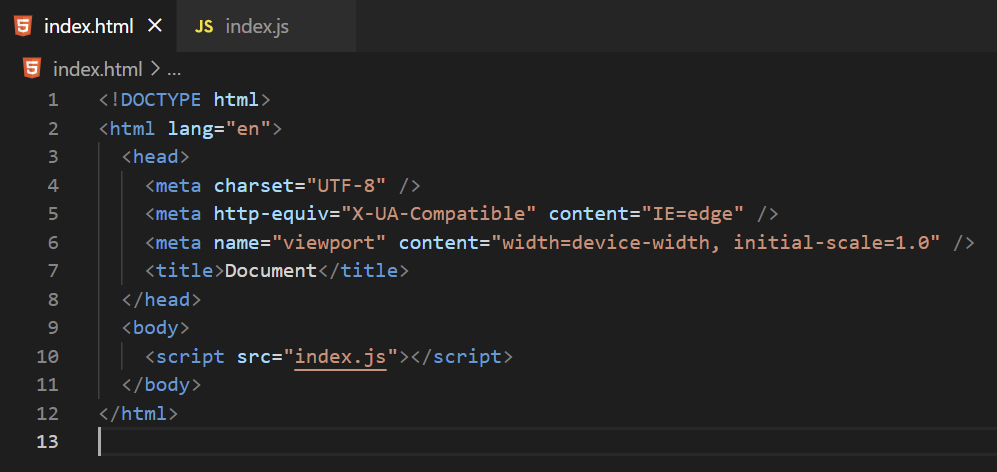 index.html × JS index.js
index.html > ...
1 <!DOCTYPE html>
2 <html lang="en">
3   <head>
4     <meta charset="UTF-8" />
5     <meta http-equiv="X-UA-Compatible" content="IE=edge" />
6     <meta name="viewport" content="width=device-width, initial-scale=1.0" />
7     <title>Document</title>
8   </head>
9   <body>
10     <script src="index.js"></script>
11   </body>
12 </html>
13